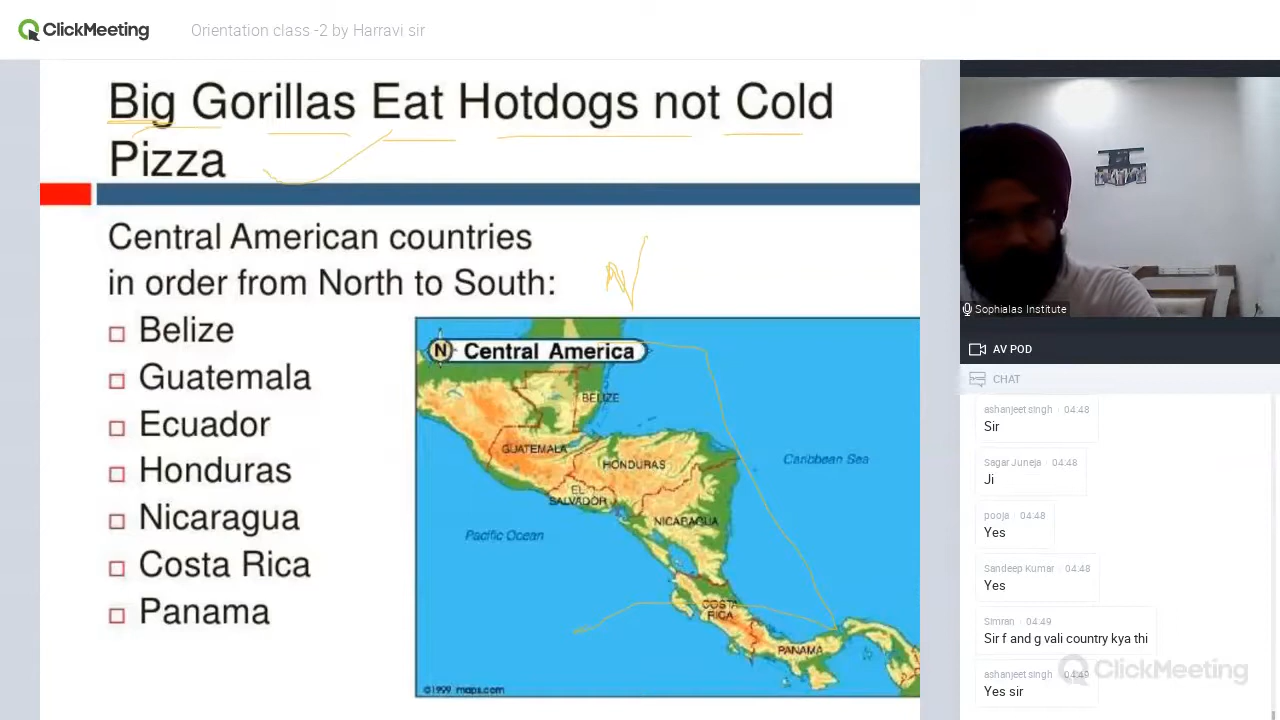 ClickMeeting
Orientation class -2 by Harravi sir
Big Gorillas Eat Hotdogs not Cold
Pizza
Central American countries
in order from North to South:
Belize
Guatemala
Ecuador
Honduras
Nicaragua
Costa Rica
Panama
N
N
Central America
BELIZE
GUATEMALA
HONDURAS
Caribbean Sea
EL
SALVADOR
NICARAGUA
Pacific Ocean
COSTA
RICA
PANAMA
©1999 maps.com
Sophialas Institute
AV POD
CHAT
ashanjeet singh 04:48
Sir
Sagar Juneja 04:48
Ji
pooja 04:48
Yes
Sandeep Kumar 04:48
Yes
Simran 04:49
Sir f and g vali country kya thi
ashanjeet singh 04:49
Yes sir
ClickMeeting